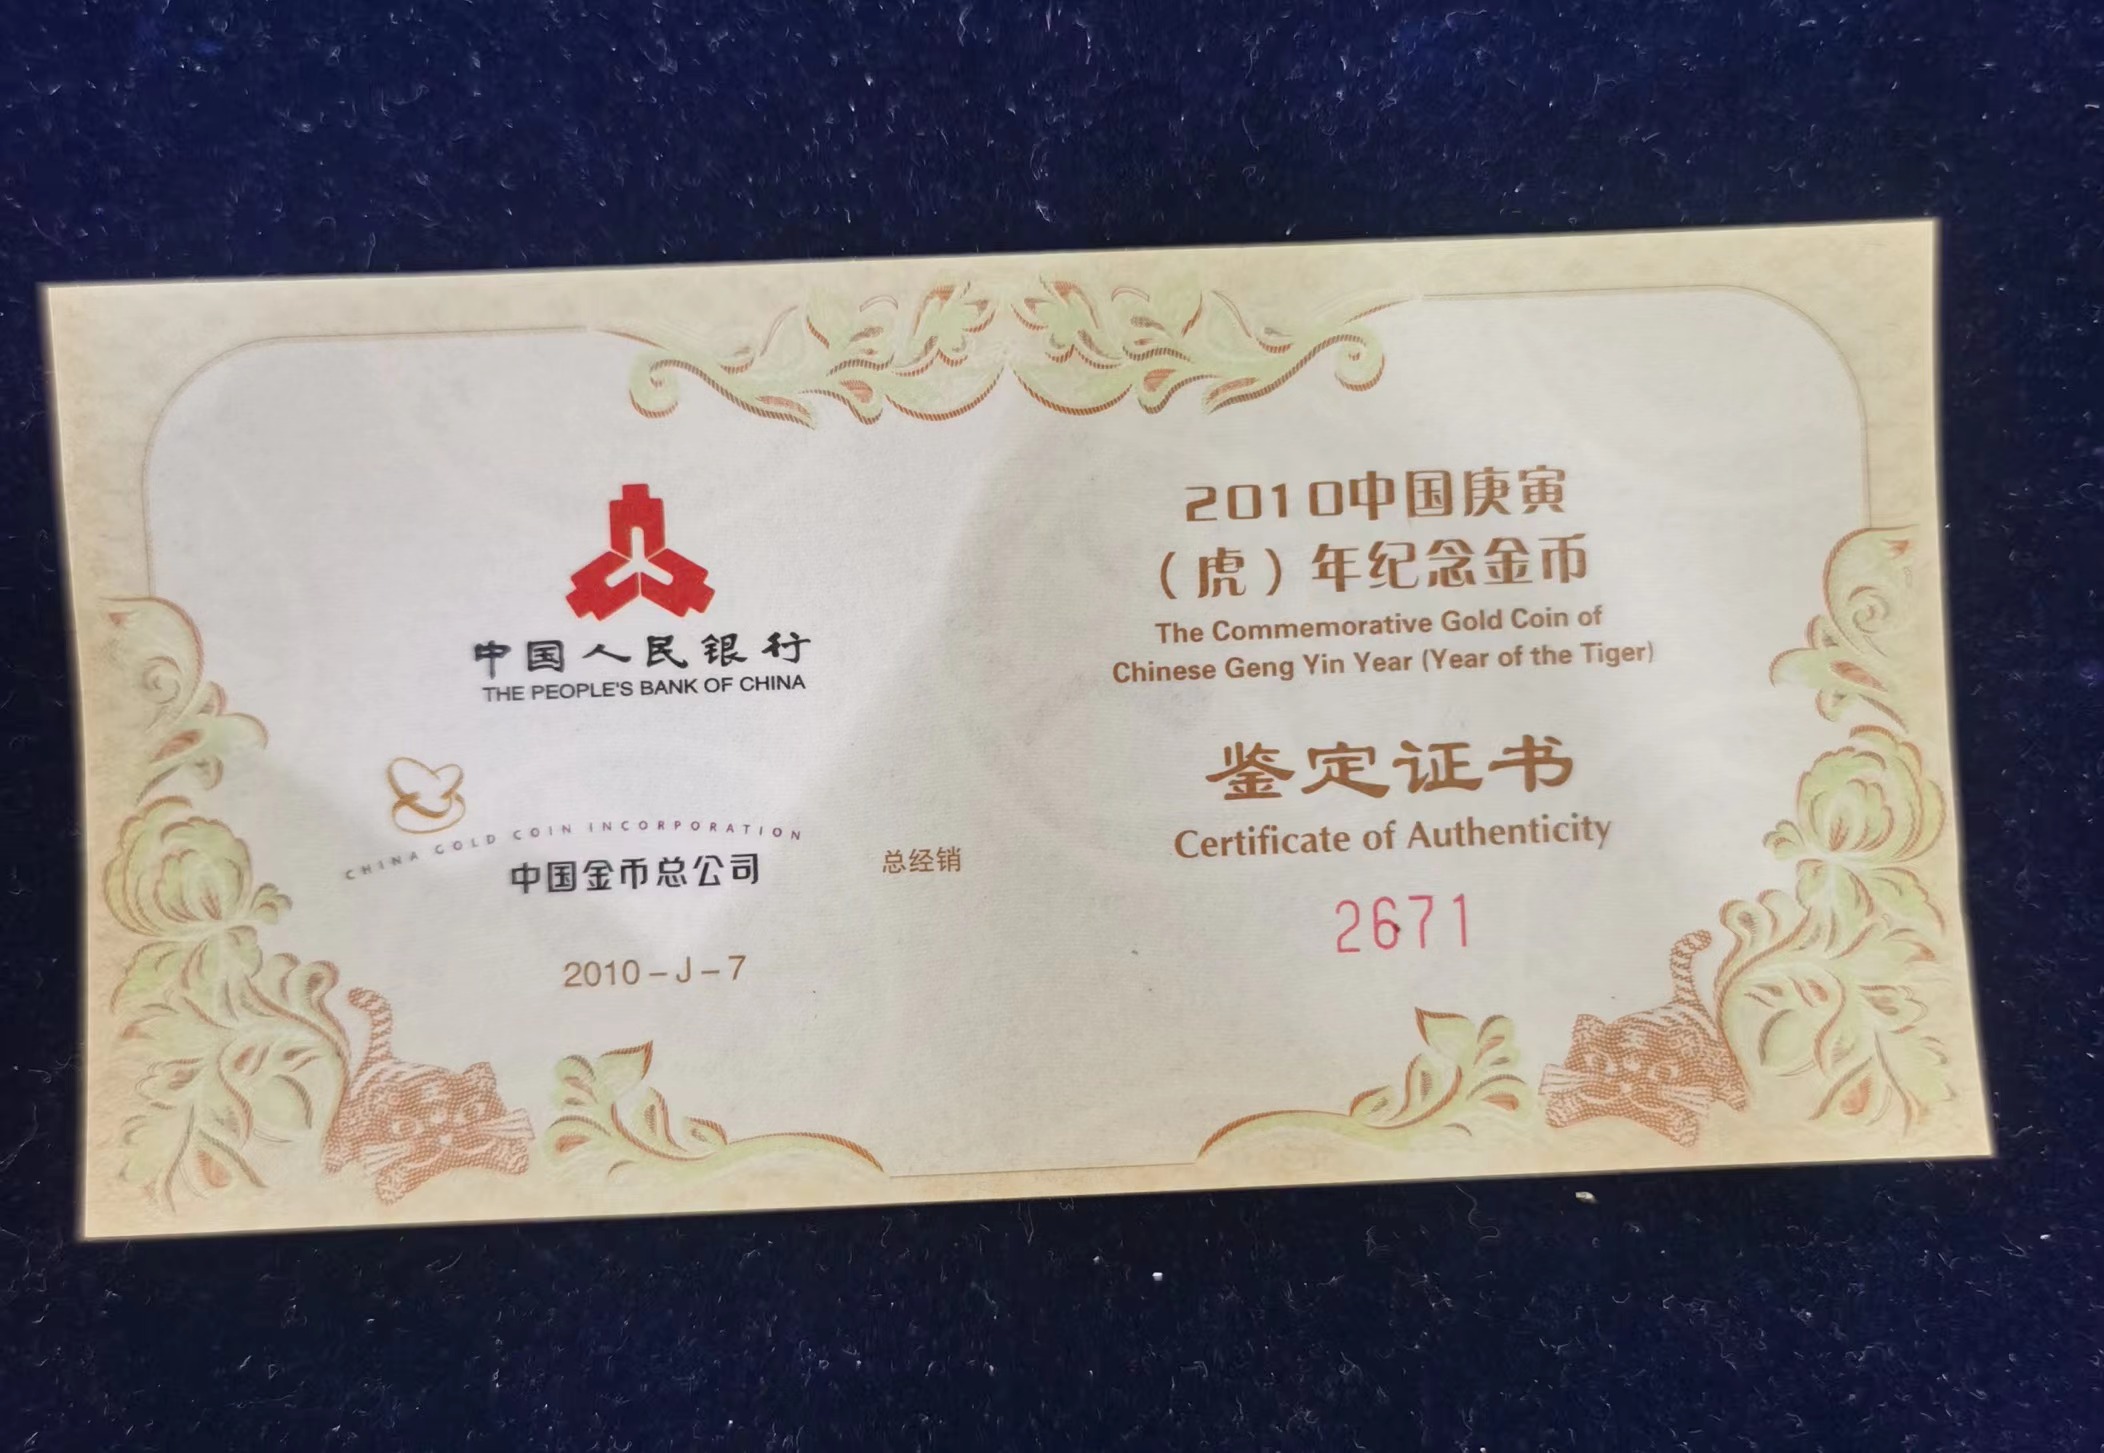 中国人民银行
THE PEOPLE'S BANK OF CHINA
CHINA GOLD COIN INCORPORATION
中国金币总公司
总经销
2010-J-7
2010中国庚寅
（虎）年纪念金币
The Commemorative Gold Coin of
Chinese Geng Yin Year (Year of the Tiger)
鉴定证书
Certificate of Authenticity
2671